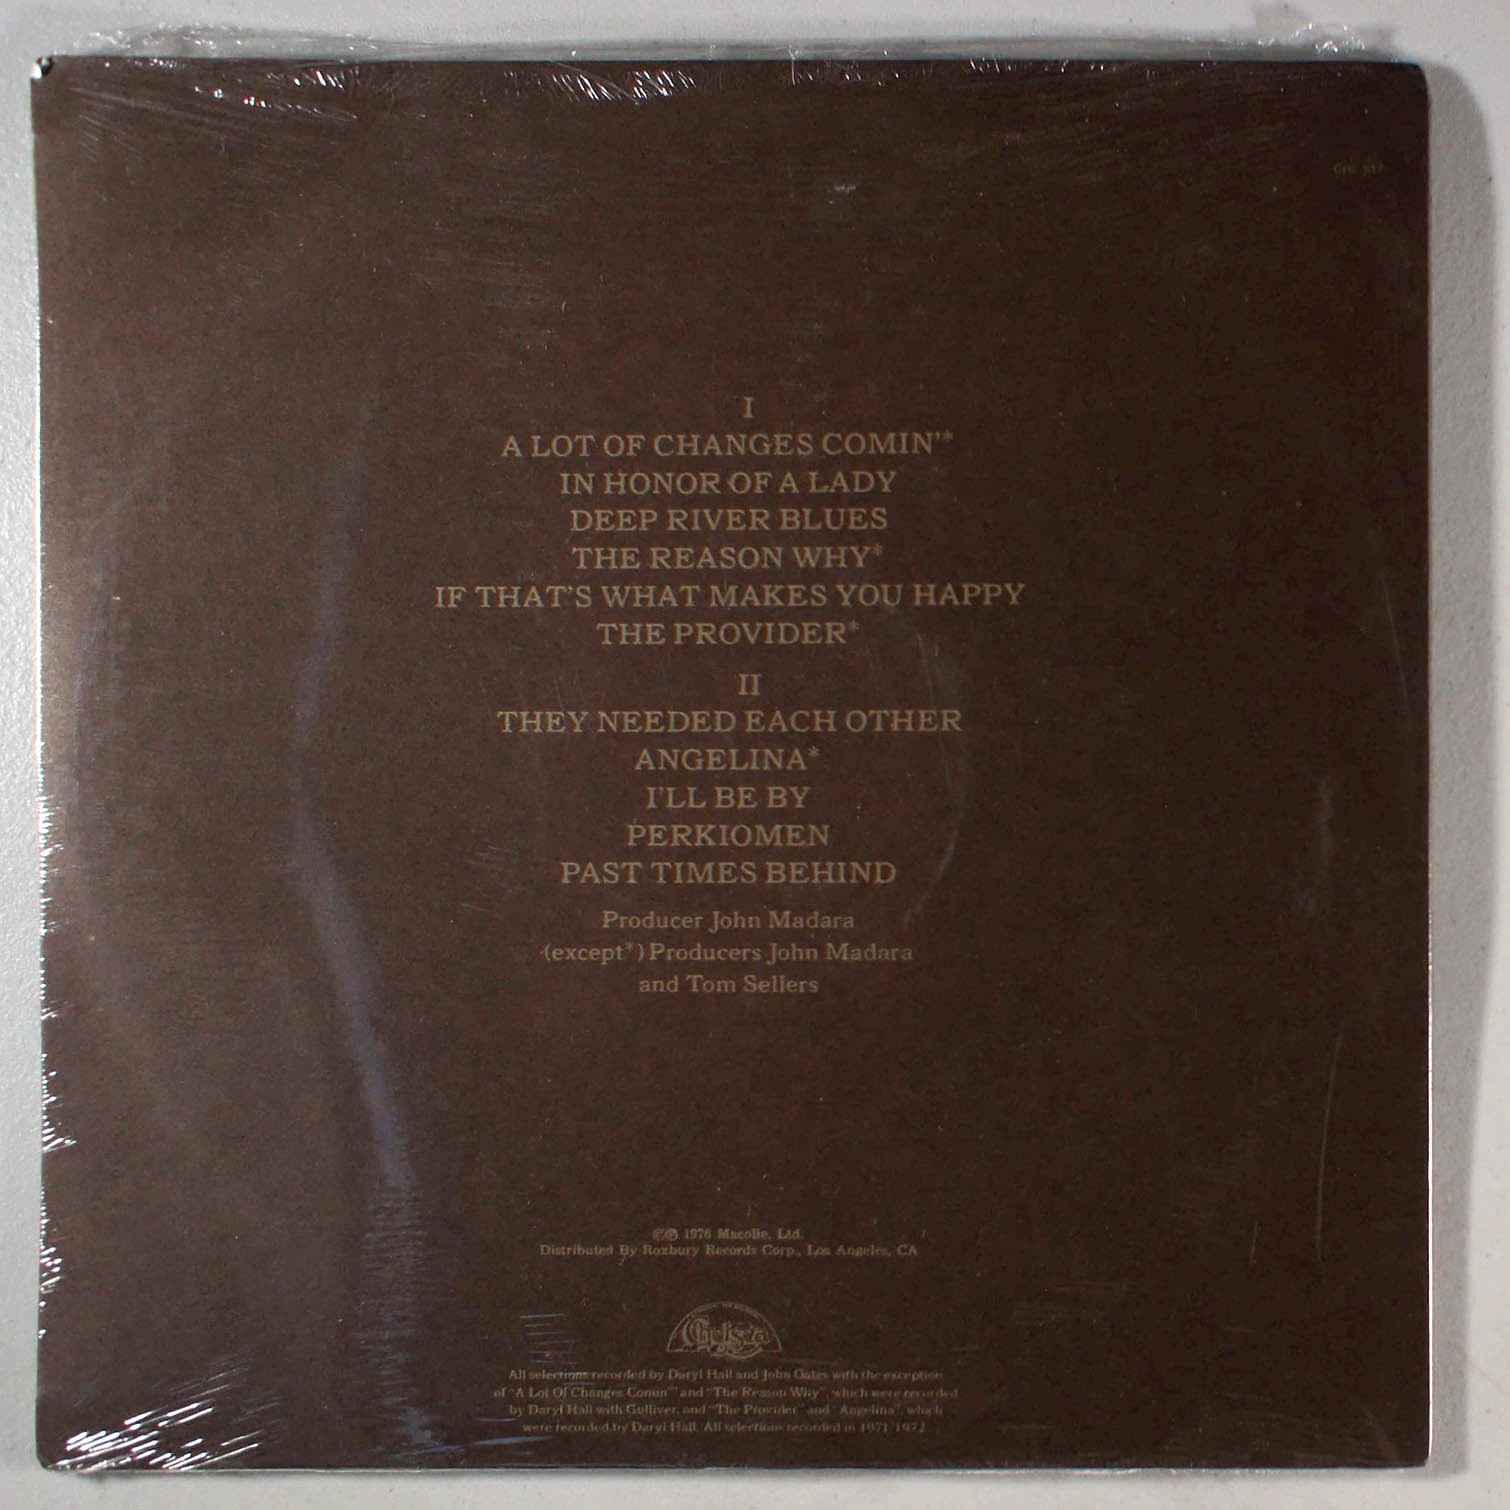 CHL 547
I
A LOT OF CHANGES COMIN'*
IN HONOR OF A LADY
DEEP RIVER BLUES
THE REASON WHY*
IF THAT'S WHAT MAKES YOU HAPPY
THE PROVIDER*
II
THEY NEEDED EACH OTHER
ANGELINA*
I'LL BE BY
PERKIOMEN
PAST TIMES BEHIND
Producer John Madara
(except*) Producers John Madara
and Tom Sellers
©℗ 1976 Macolie, Ltd.
Distributed By Roxbury Records Corp., Los Angeles, CA
Chelsea
All selections recorded by Daryl Hall and John Oates with the exception
of "A Lot Of Changes Comin'" and "The Reason Why", which were recorded
by Daryl Hall with Gulliver, and "The Provider" and "Angelina", which
were recorded by Daryl Hall. All selections recorded in 1971-1972